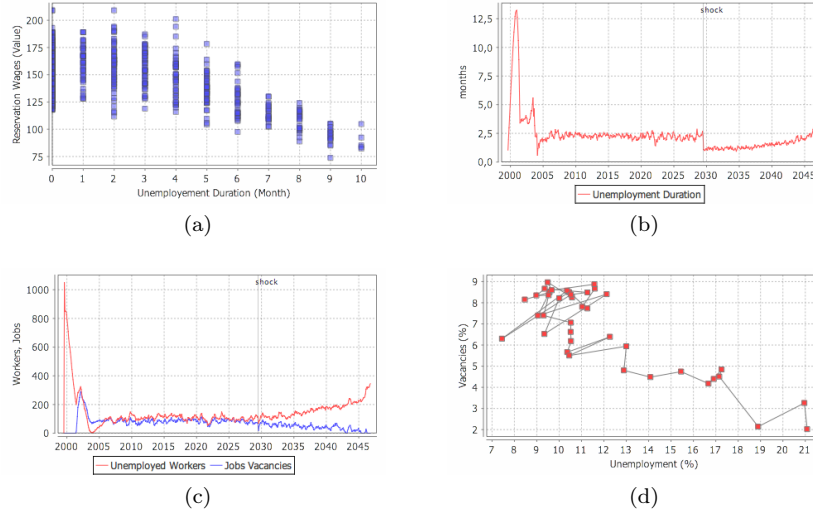 200
175
150
125
100
75
Reservation Wages (Value)
0 1 2 3 4 5 6 7 8 9 10
Unemployement Duration (Month)
(a)
shock
12,5
10,0
7,5
5,0
2,5
0,0
months
2000 2005 2010 2015 2020 2025 2030 2035 2040 2045
Unemployment Duration
(b)
shock
1000
800
600
400
200
0
Workers, Jobs
2000 2005 2010 2015 2020 2025 2030 2035 2040 2045
Unemployed Workers Jobs Vacancies
(c)
9
8
7
6
5
4
3
2
Vacancies (%)
7 8 9 10 11 12 13 14 15 16 17 18 19 20 21
Unemployment (%)
(d)